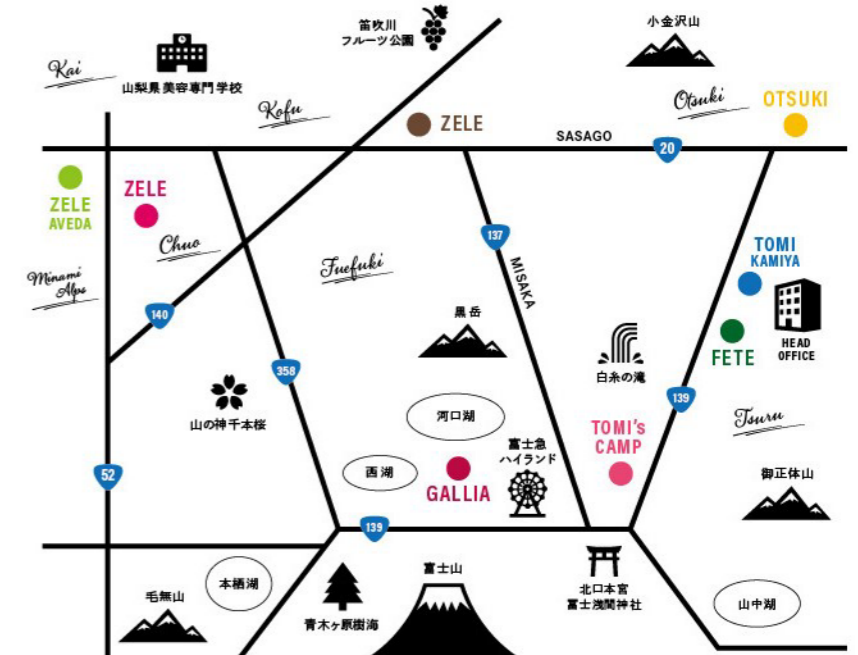 笛吹川
フルーツ公園
小金沢山
Kai
山梨県美容専門学校
Kofu
Otsuki
OTSUKI
ZELE
SASAGO
20
ZELE
AVEDA
ZELE
Chuo
Minami
Alps
Fuefuki
137
MISAKA
TOMI
KAMIYA
140
黒岳
HEAD
OFFICE
FETE
358
白糸の滝
山の神千本桜
139
河口湖
TOMI's
CAMP
Tsuru
富士急
ハイランド
西湖
GALLIA
52
御正体山
139
本栖湖
毛無山
青木ヶ原樹海
富士山
北口本宮
冨士浅間神社
山中湖